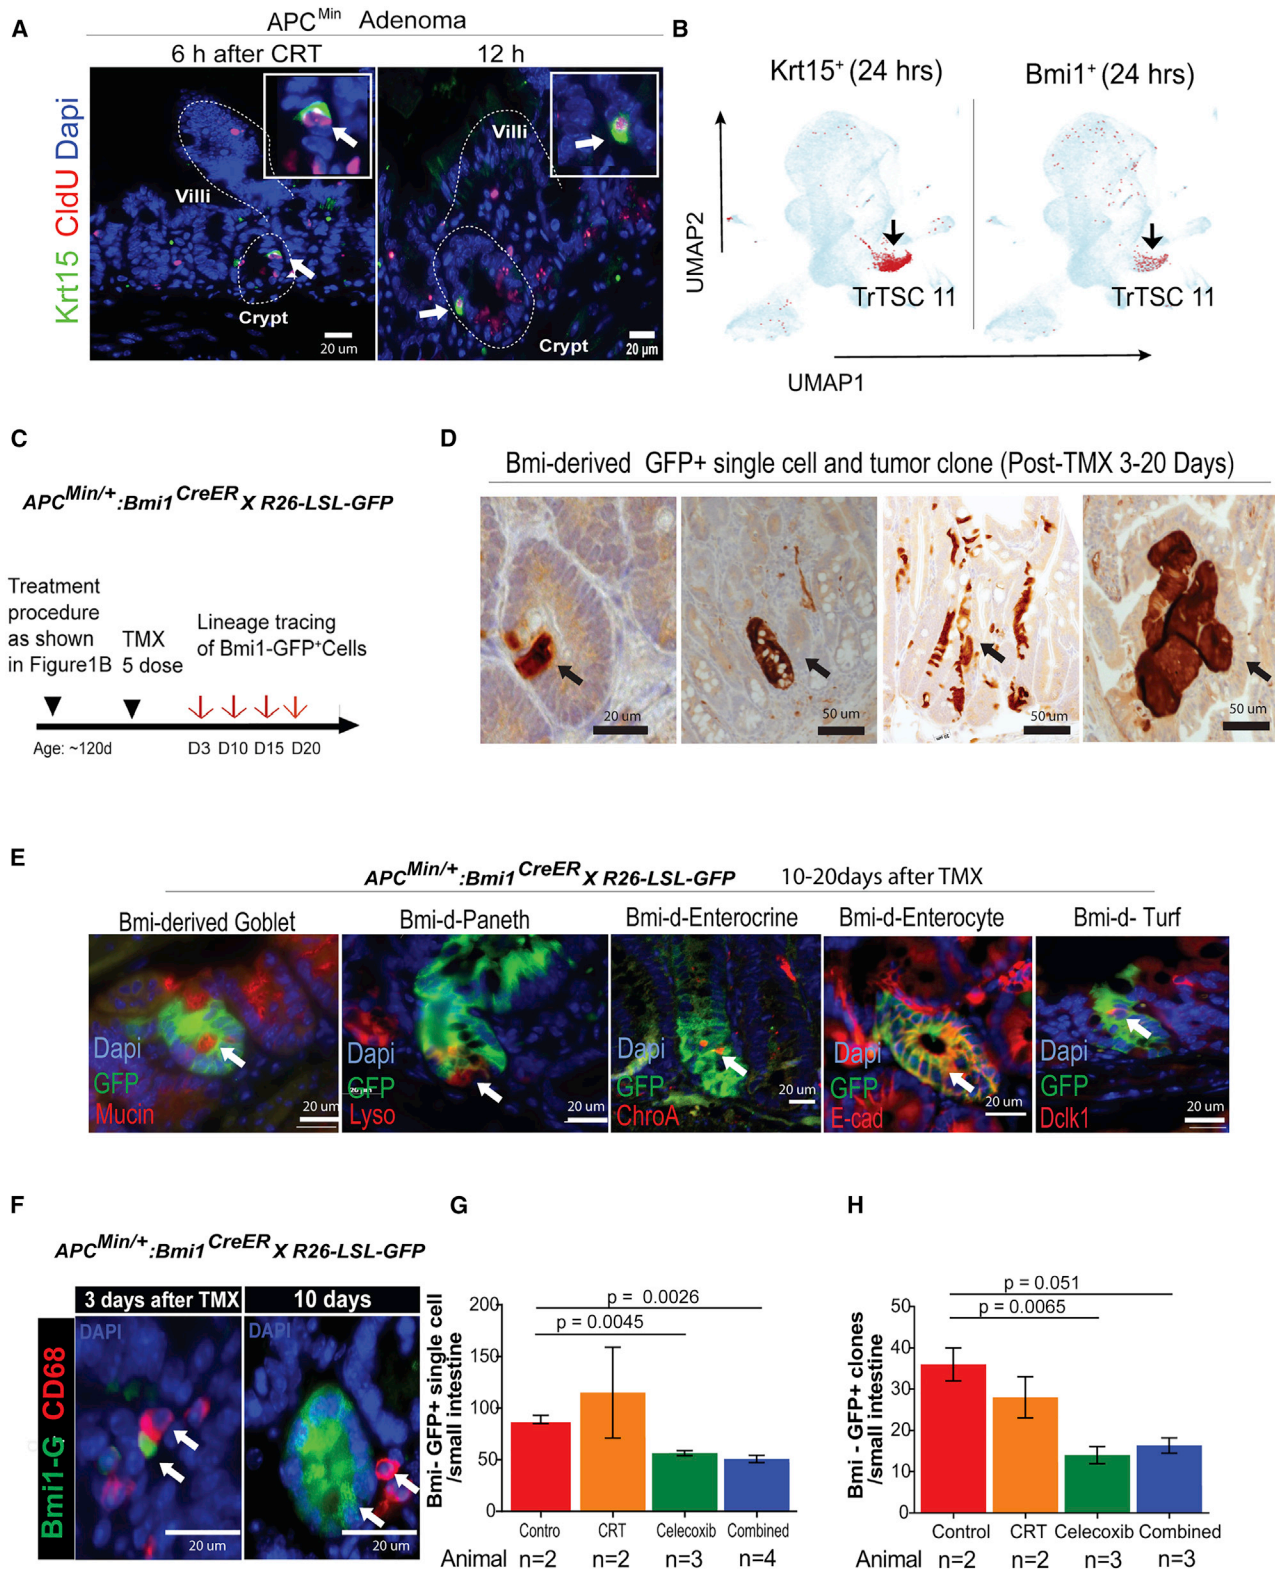 A
APC^Min Adenoma
6 h after CRT
12 h
Krt15 CldU Dapi
Villi
Crypt
20 um
Villi
Crypt
20 µm
B
Krt15⁺ (24 hrs)
Bmi1⁺ (24 hrs)
UMAP2
TrTSC 11
TrTSC 11
UMAP1
C
APC^Min/+:Bmi1^CreER X R26-LSL-GFP
Treatment
procedure
as shown
in Figure1B
TMX
5 dose
Lineage tracing
of Bmi1-GFP⁺Cells
Age: ~120d
D3 D10 D15 D20
D
Bmi-derived GFP+ single cell and tumor clone (Post-TMX 3-20 Days)
20 um
50 um
50 um
50 um
E
APC^Min/+:Bmi1^CreER X R26-LSL-GFP 10-20days after TMX
Bmi-derived Goblet
Bmi-d-Paneth
Bmi-d-Enterocrine
Bmi-d-Enterocyte
Bmi-d- Turf
Dapi
GFP
Mucin
20 um
Dapi
GFP
Lyso
20 um
Dapi
GFP
ChroA
20 um
Dapi
GFP
E-cad
20 um
Dapi
GFP
Dclk1
20 um
F
APC^Min/+:Bmi1^CreER X R26-LSL-GFP
3 days after TMX
10 days
Bmi1-G CD68
DAPI
20 um
DAPI
20 um
G
Bmi- GFP+ single cell
/small intestine
200
150
100
50
0
p = 0.0026
p = 0.0045
Contro
CRT
Celecoxib
Combined
Animal n=2 n=2 n=3 n=4
H
Bmi - GFP+ clones
/small intestine
50
40
30
20
10
0
p = 0.051
p = 0.0065
Control
CRT
Celecoxib
Combined
Animal n=2 n=2 n=3 n=3